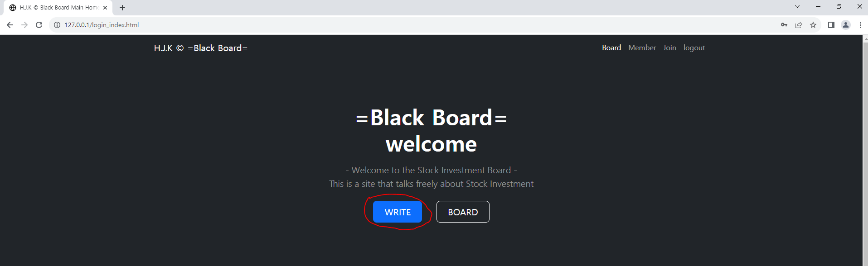 H.J.K © Black Board Main Hom
127.0.0.1/login_index.html
H.J.K © =Black Board=
Board Member Join logout
=Black Board=
welcome
- Welcome to the Stock Investment Board -
This is a site that talks freely about Stock Investment
WRITE BOARD